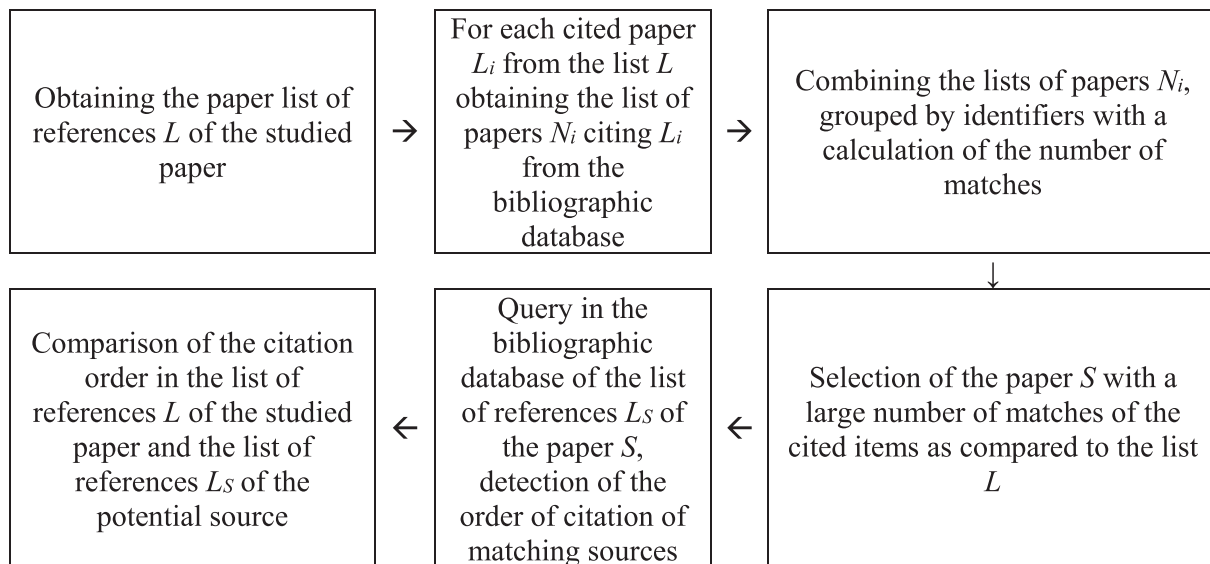 Obtaining the paper list of
references L of the studied
paper
→
For each cited paper
Li from the list L
obtaining the list of
papers Ni citing Li
from the
bibliographic
database
→
Combining the lists of papers Ni,
grouped by identifiers with a
calculation of the number of
matches
↓
Selection of the paper S with a
large number of matches of the
cited items as compared to the list
L
←
Query in the
bibliographic
database of the list
of references LS of
the paper S,
detection of the
order of citation of
matching sources
←
Comparison of the citation
order in the list of
references L of the studied
paper and the list of
references LS of the
potential source